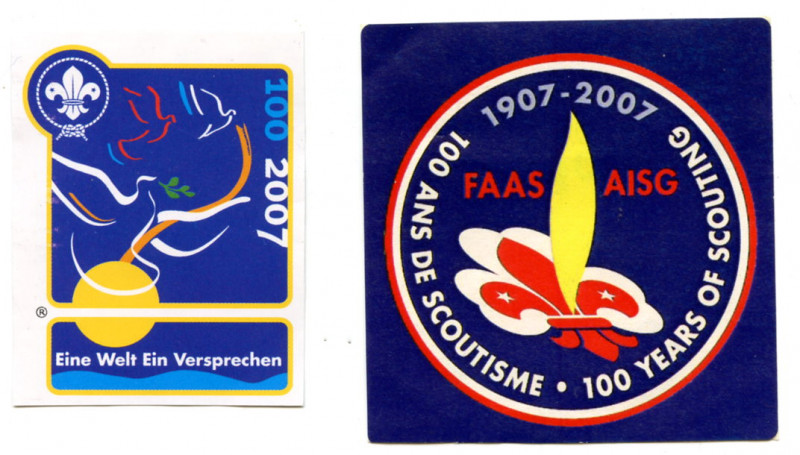 100 2007
®
Eine Welt Ein Versprechen
1907-2007
FAAS AISG
100 ANS DE SCOUTISME • 100 YEARS OF SCOUTING